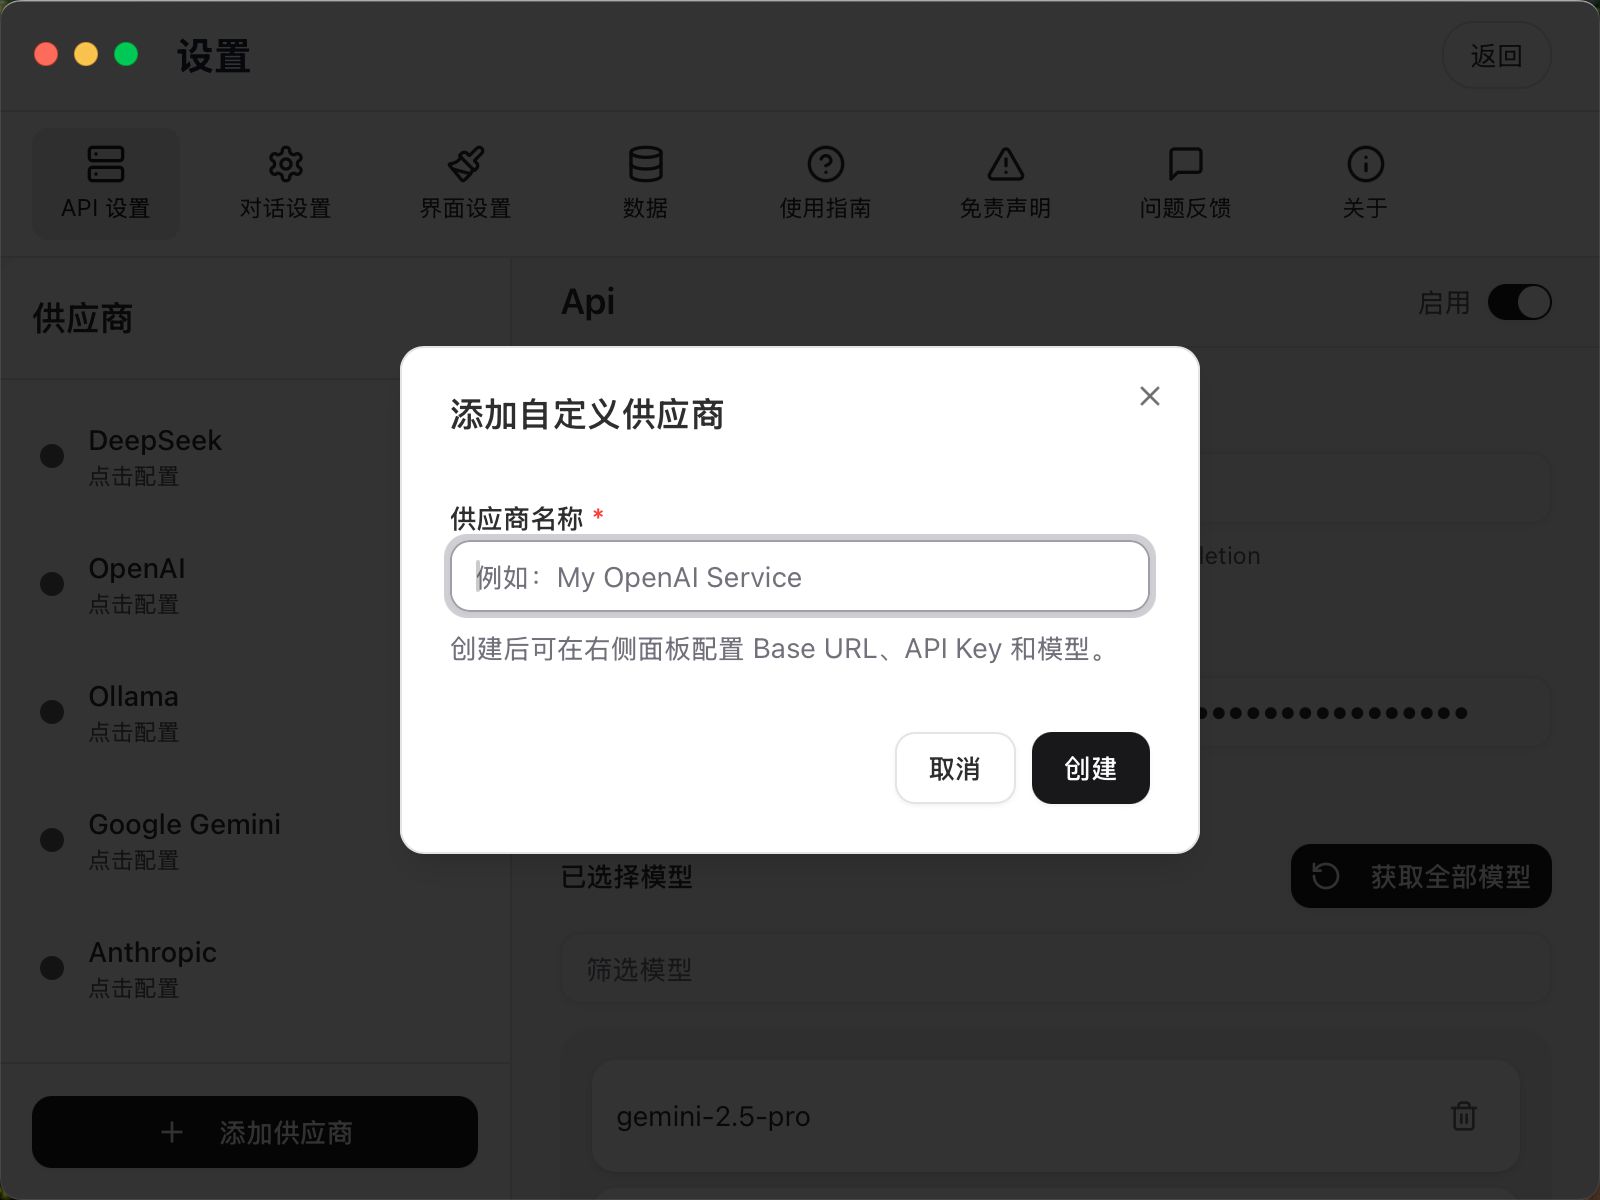 设置
返回
API 设置
对话设置
界面设置
数据
使用指南
免责声明
问题反馈
关于
供应商
Api
启用
DeepSeek
点击配置
OpenAI
点击配置
Ollama
点击配置
Google Gemini
点击配置
Anthropic
点击配置
添加供应商
添加自定义供应商
供应商名称 *
例如：My OpenAI Service
创建后可在右侧面板配置 Base URL、API Key 和模型。
取消
创建
letion
已选择模型
获取全部模型
筛选模型
gemini-2.5-pro